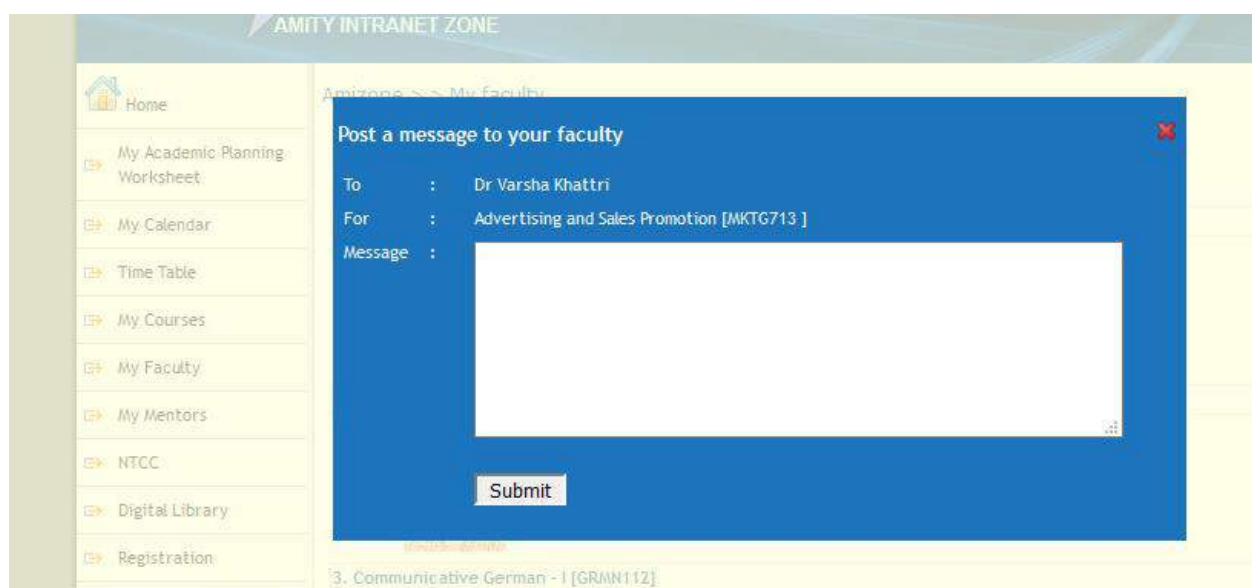 AMITY INTRANET ZONE
Home
My Academic Planning
Worksheet
My Calendar
Time Table
My Courses
My Faculty
My Mentors
NTCC
Digital Library
Registration
Amizone > > My faculty
Post a message to your faculty
To : Dr Varsha Khattri
For : Advertising and Sales Promotion [MKTG713 ]
Message :
Submit
3. Communicative German - I [GRMN112]